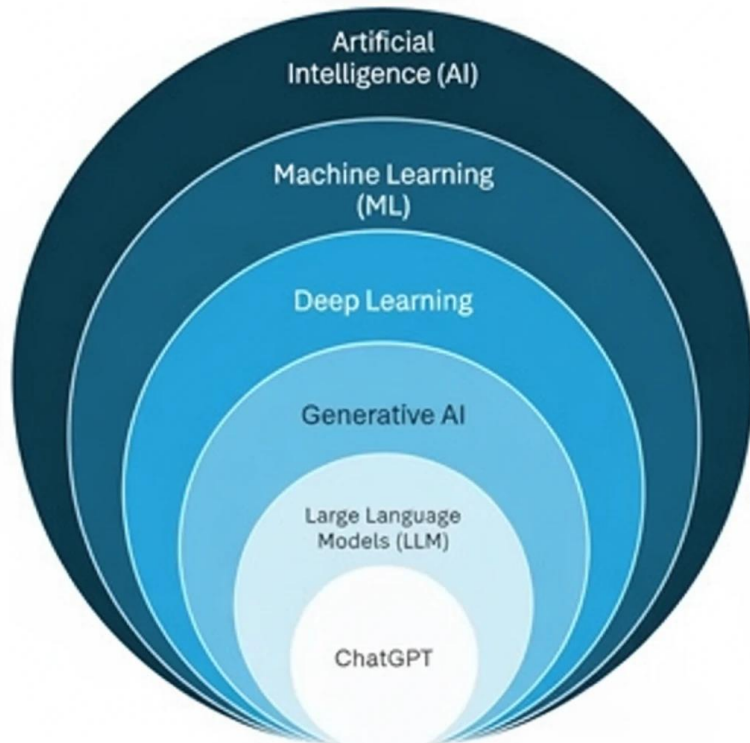 Artificial
Intelligence (AI)
Machine Learning
(ML)
Deep Learning
Generative AI
Large Language
Models (LLM)
ChatGPT